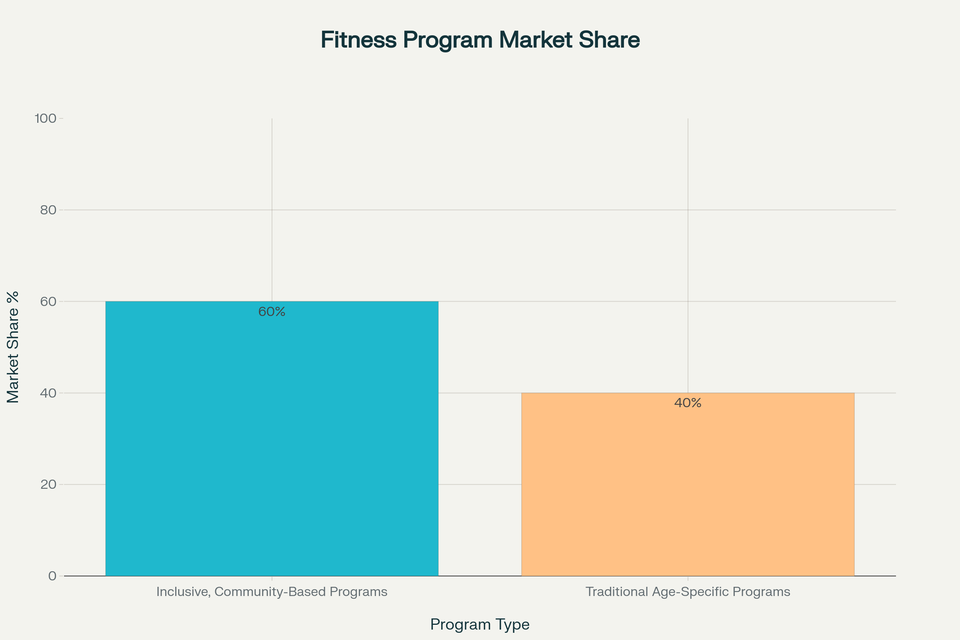 Fitness Program Market Share
Market Share %
100
80
60
40
20
0
60%
40%
Inclusive, Community-Based Programs
Traditional Age-Specific Programs
Program Type